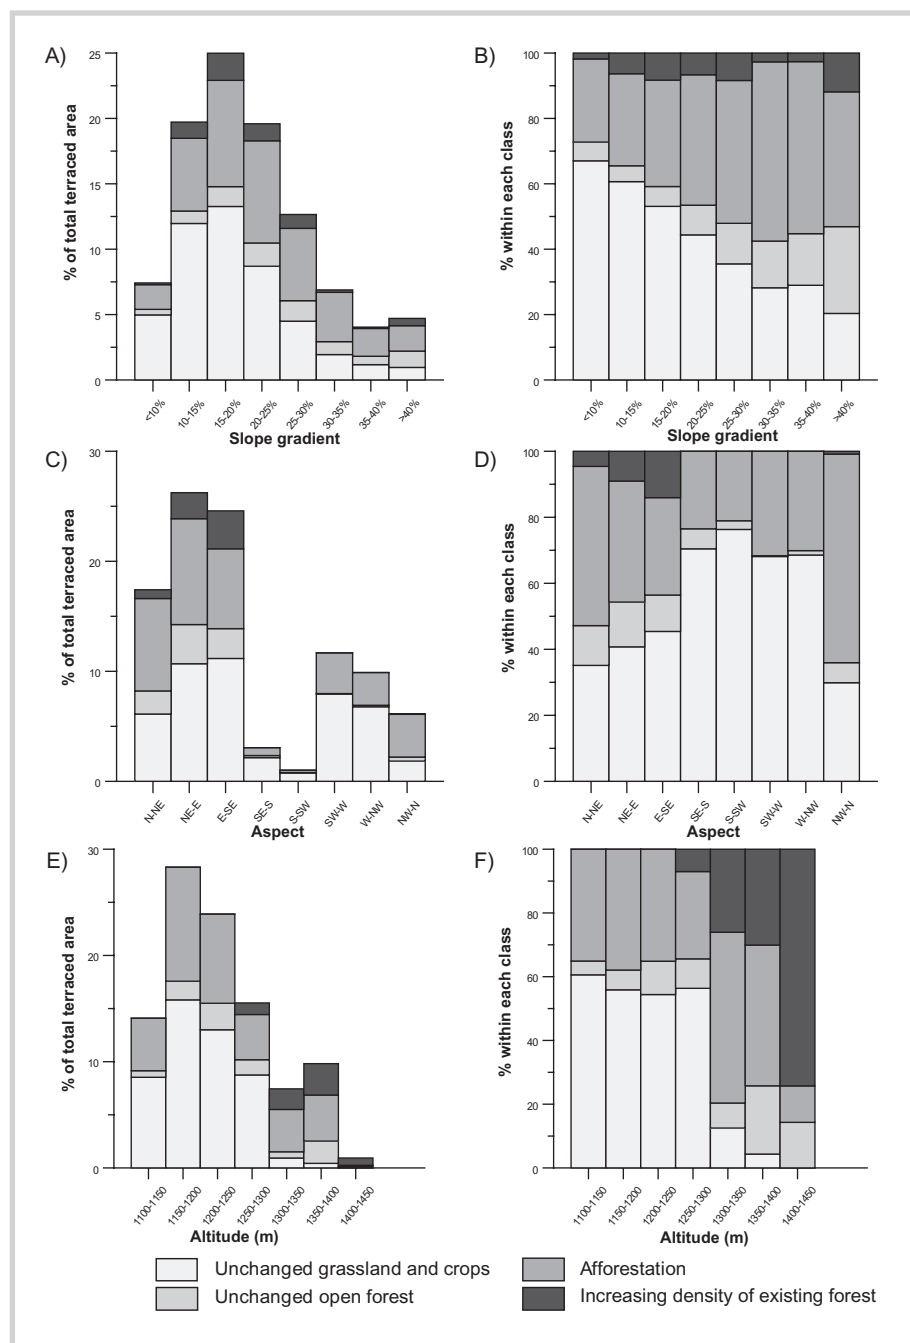 A)
% of total terraced area
25
20
15
10
5
0
<10%
10-15%
15-20%
20-25%
25-30%
30-35%
35-40%
>40%
Slope gradient
B)
% within each class
100
80
60
40
20
0
<10%
10-15%
15-20%
20-25%
25-30%
30-35%
35-40%
>40%
Slope gradient
C)
% of total terraced area
30
20
10
0
N-NE
NE-E
E-SE
SE-S
S-SW
SW-W
W-NW
NW-N
Aspect
D)
% within each class
100
80
60
40
20
0
N-NE
NE-E
E-SE
SE-S
S-SW
SW-W
W-NW
NW-N
Aspect
E)
% of total terraced area
30
20
10
0
1100-1150
1150-1200
1200-1250
1250-1300
1300-1350
1350-1400
1400-1450
Altitude (m)
F)
% within each class
100
80
60
40
20
0
1100-1150
1150-1200
1200-1250
1250-1300
1300-1350
1350-1400
1400-1450
Altitude (m)
Unchanged grassland and crops
Unchanged open forest
Afforestation
Increasing density of existing forest